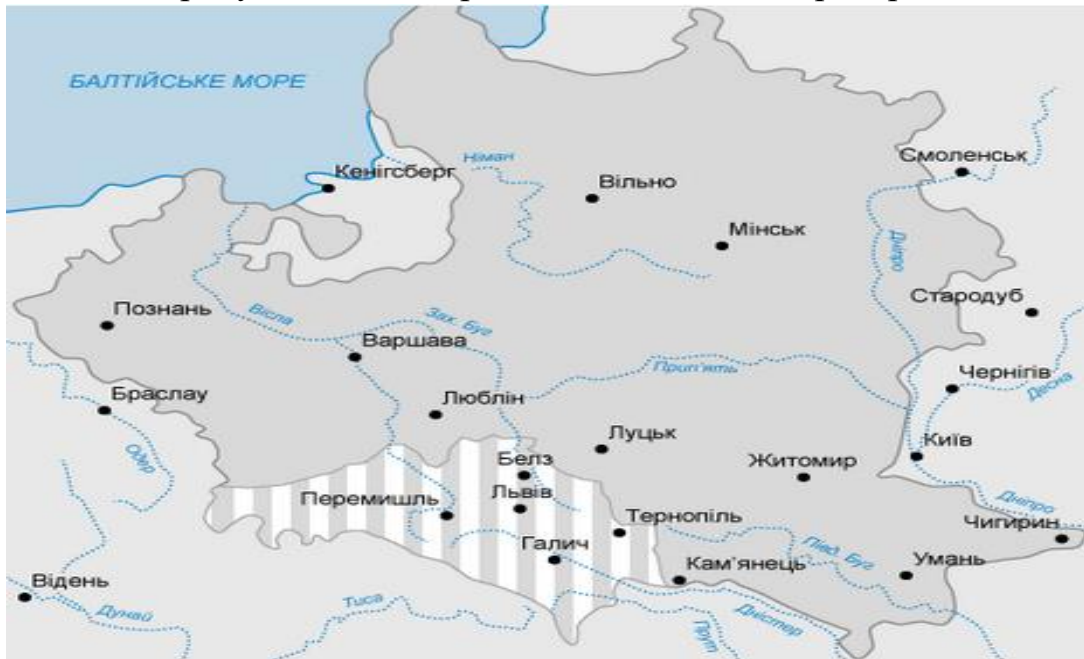 БАЛТІЙСЬКЕ МОРЕ
Кенігсберг
Німан
Вільно
Смоленськ
Мінськ
Дніпро
Стародуб
Познань
Вісла
Зах. Буг
Варшава
Прип'ять
Чернігів
Десна
Браслау
Люблін
Одер
Луцьк
Київ
Белз
Житомир
Перемишль
Львів
Тернопіль
Дніпро
Чигирин
Галич
Півд. Буг
Кам'янець
Умань
Відень
Дунай
Тиса
Прут
Дністер